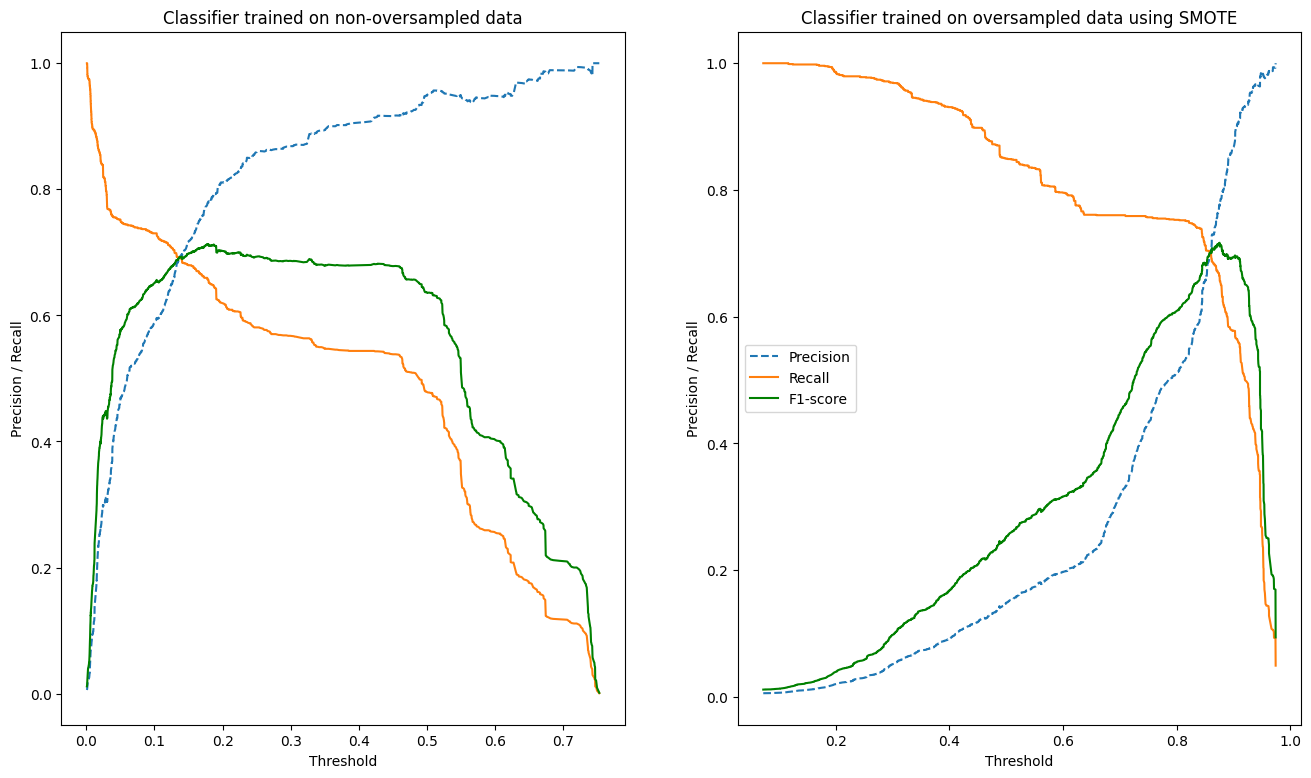 Classifier trained on non-oversampled data
1.0
0.8
0.6
0.4
0.2
0.0
Precision / Recall
0.0 0.1 0.2 0.3 0.4 0.5 0.6 0.7
Threshold
Classifier trained on oversampled data using SMOTE
1.0
0.8
0.6
0.4
0.2
0.0
Precision / Recall
Precision
Recall
F1-score
0.2 0.4 0.6 0.8 1.0
Threshold